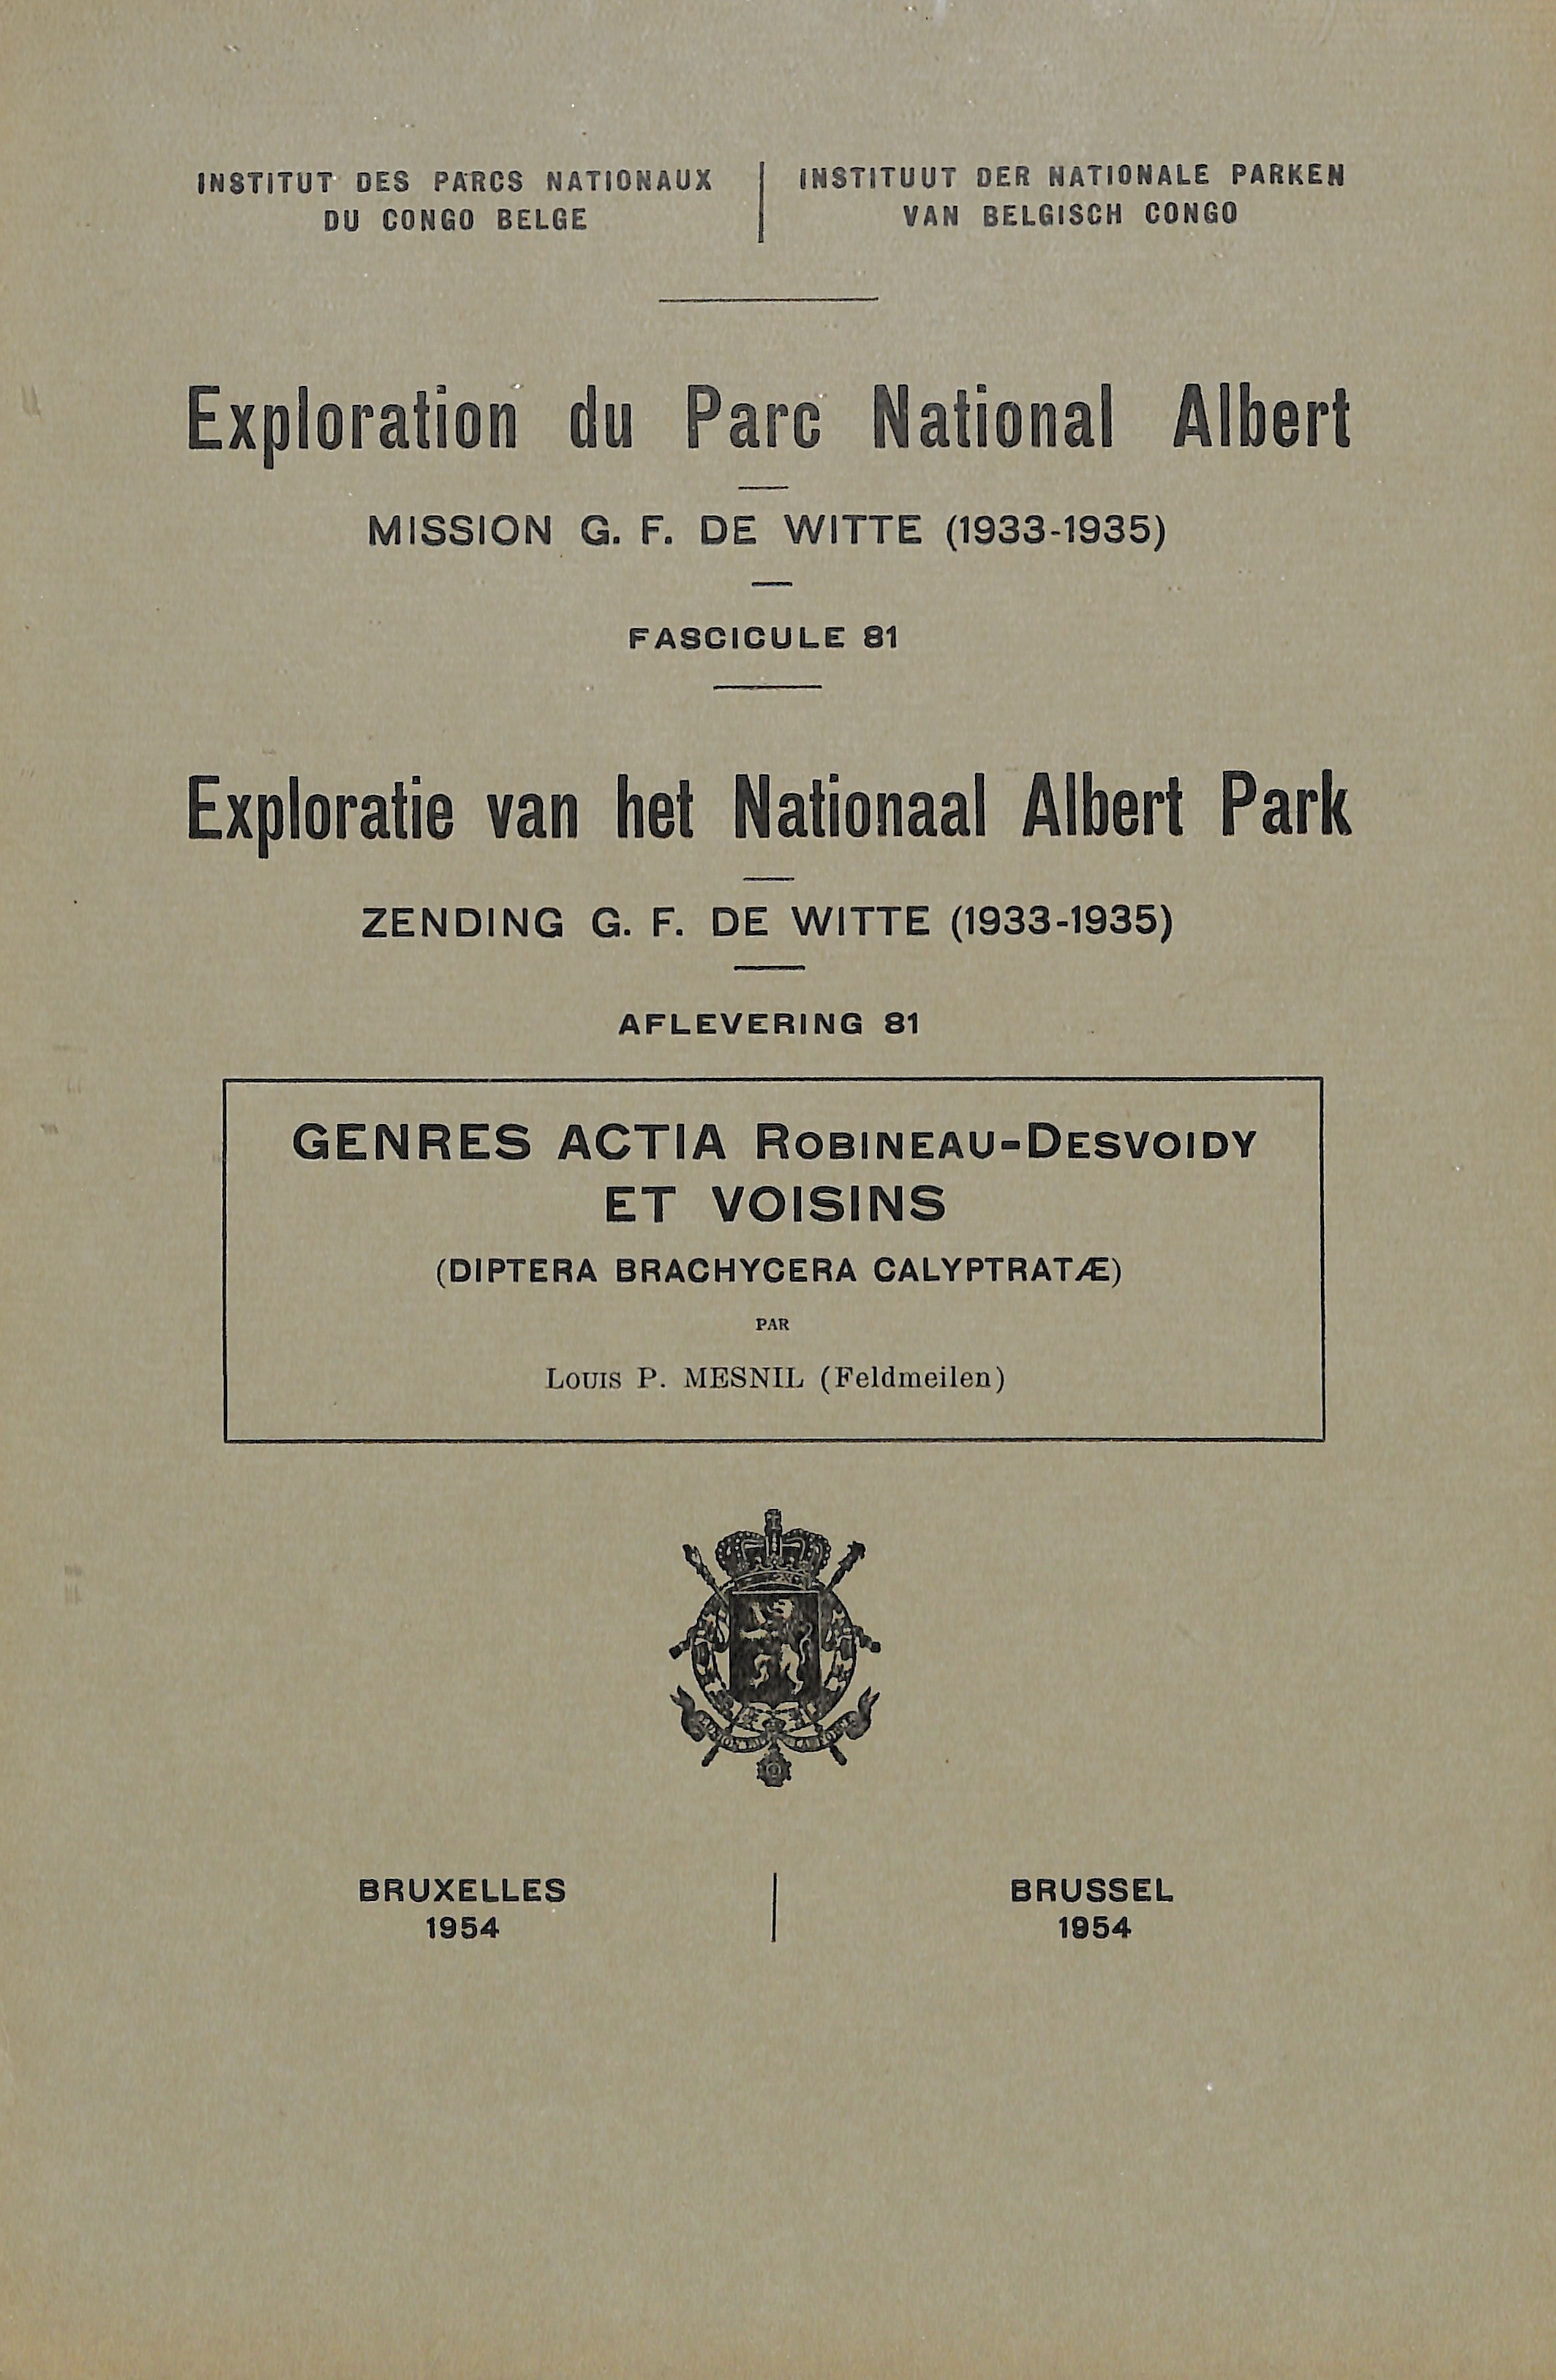 INSTITUT DES PARCS NATIONAUX
DU CONGO BELGE
INSTITUUT DER NATIONALE PARKEN
VAN BELGISCH CONGO
Exploration du Parc National Albert
MISSION G. F. DE WITTE (1933-1935)
FASCICULE 81
Exploratie van het Nationaal Albert Park
ZENDING G. F. DE WITTE (1933-1935)
AFLEVERING 81
GENRES ACTIA ROBINEAU-DESVOIDY
ET VOISINS
(DIPTERA BRACHYCERA CALYPTRATÆ)
PAR
LOUIS P. MESNIL (Feldmeilen)
BRUXELLES
1954
BRUSSEL
1954